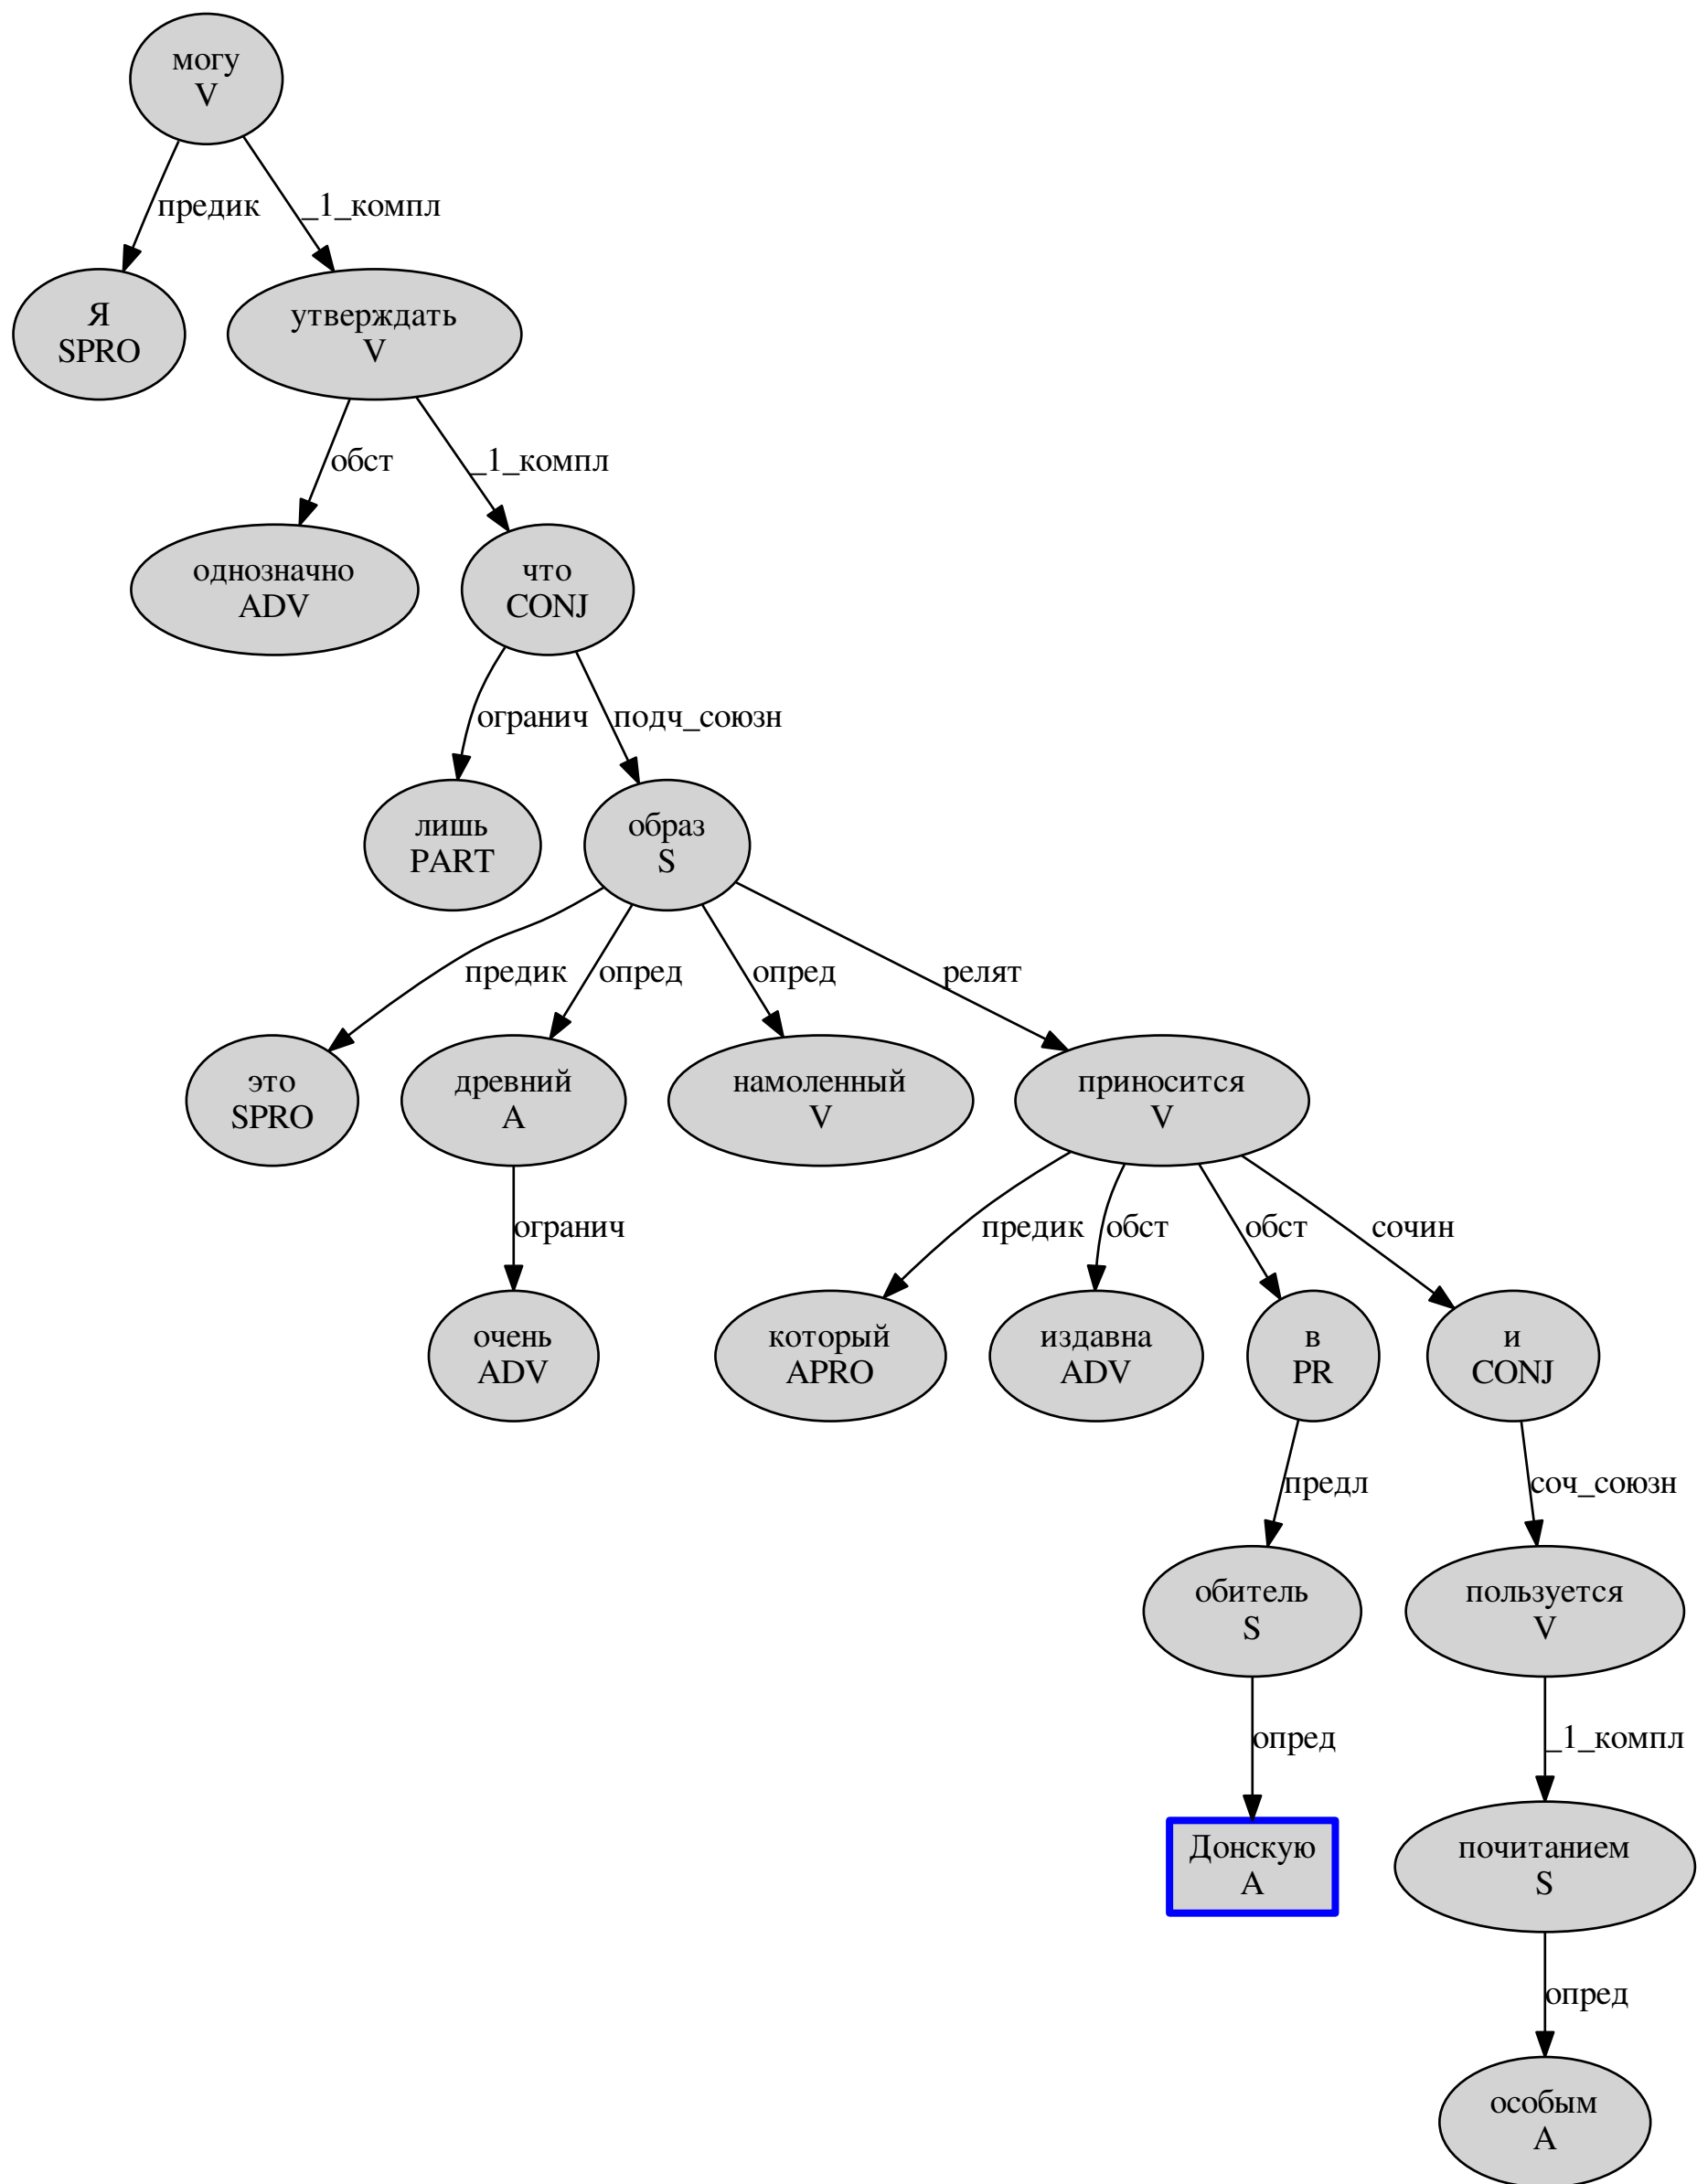 могу
V
предик
_1_компл
Я
SPRO
утверждать
V
обст
_1_компл
однозначно
ADV
что
CONJ
огранич
подч_союзн
лишь
PART
образ
S
предик
опред
опред
релят
это
SPRO
древний
A
намоленный
V
приносится
V
огранич
предик
обст
обст
сочин
очень
ADV
который
APRO
издавна
ADV
в
PR
и
CONJ
предл
соч_союзн
обитель
S
пользуется
V
опред
_1_компл
Донскую
A
почитанием
S
опред
особым
A